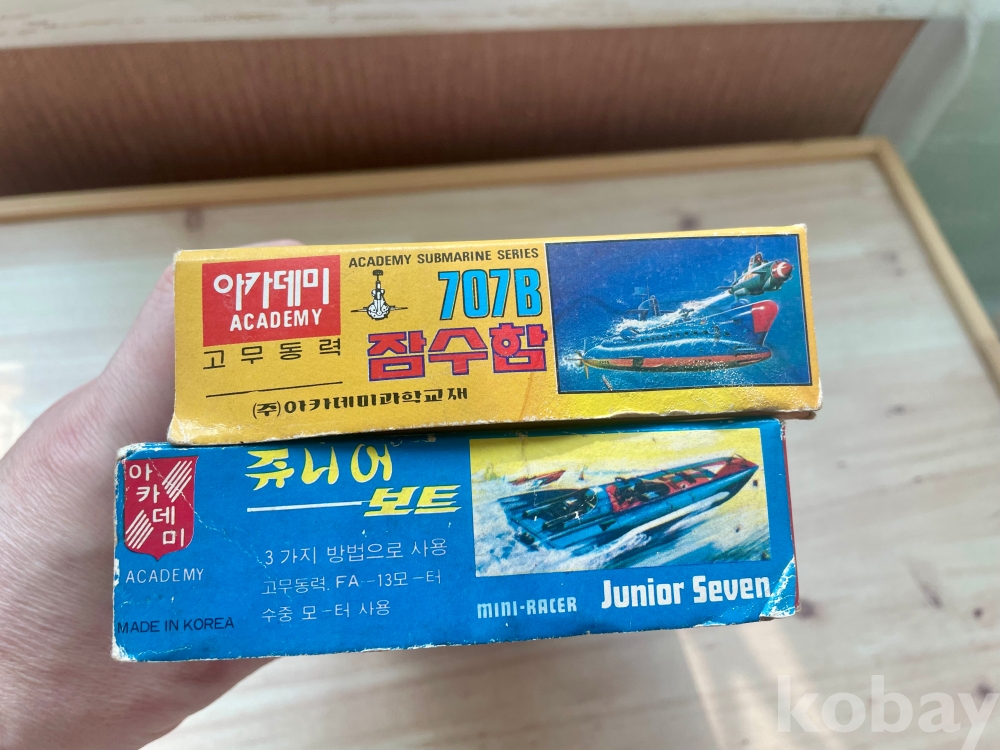 아카데미
ACADEMY
고무동력
ACADEMY SUBMARINE SERIES
707B
잠수함
(주)아카데미과학교재
아카데미
ACADEMY
MADE IN KOREA
쥬니어
보트
3가지 방법으로 사용
고무동력. FA-13모-터
수중 모-터 사용
MINI-RACER
Junior Seven
kobay